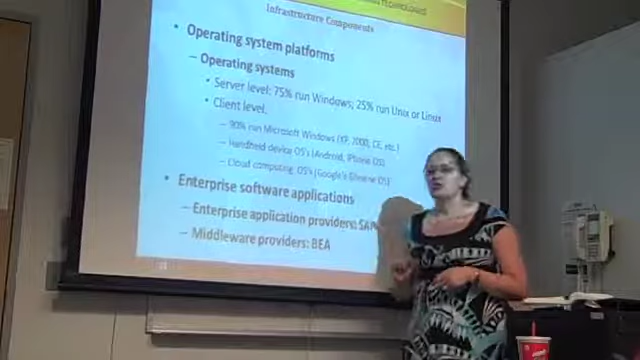 TECHNOLOGIES
Infrastructure Components
• Operating system platforms
– Operating systems
• Server level: 75% run Windows; 25% run Unix or Linux
• Client level:
– 90% run Microsoft Windows (XP, 2000, CE, etc.)
– Handheld device OS's (Android, iPhone OS)
– Cloud computing OS's (Google's Chrome OS)
• Enterprise software applications
– Enterprise application providers: SAP
– Middleware providers: BEA